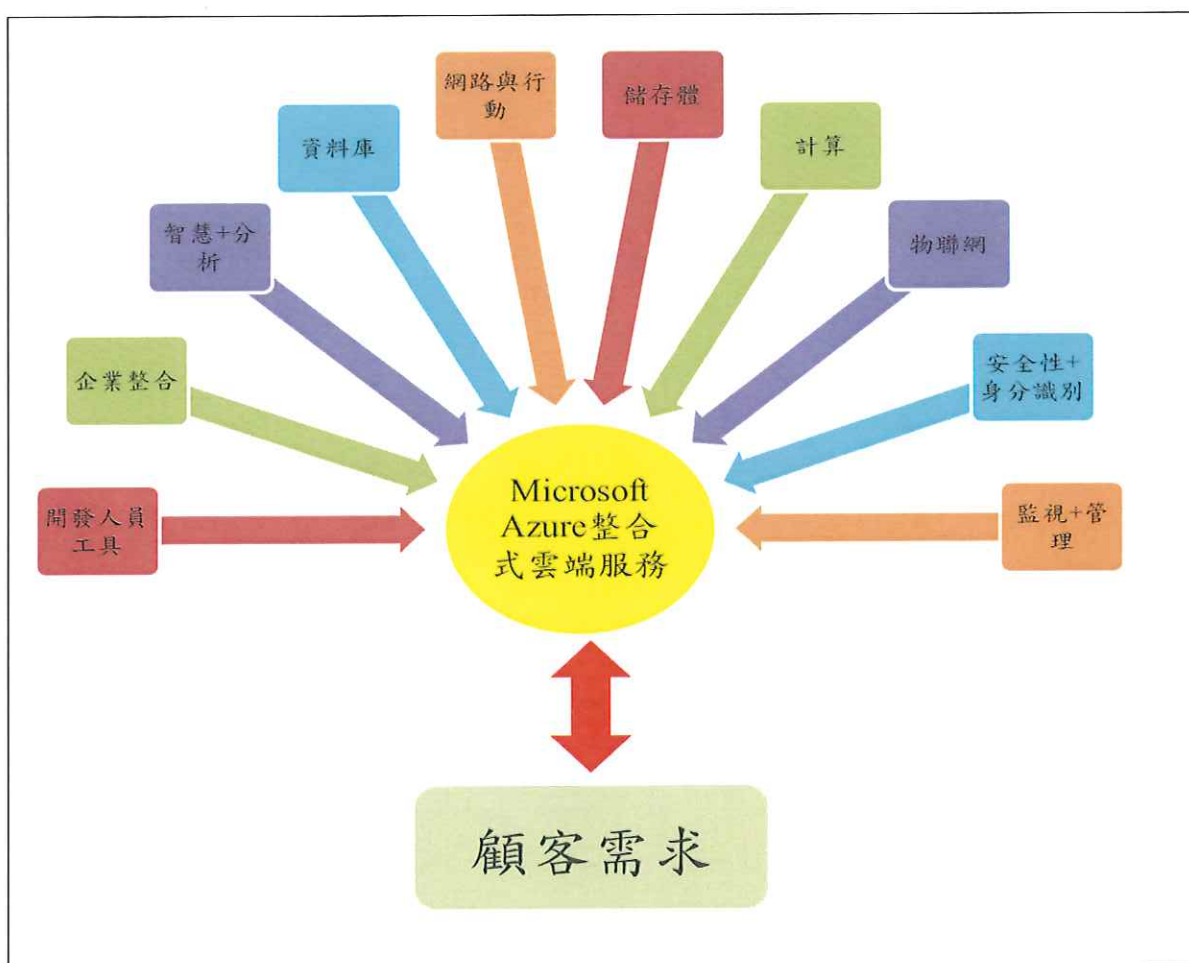 網路與行
動
儲存體
資料庫
計算
智慧+分
析
物聯網
企業整合
安全性+
身分識別
開發人員
工具
監視+管
理
Microsoft
Azure整合
式雲端服務
顧客需求